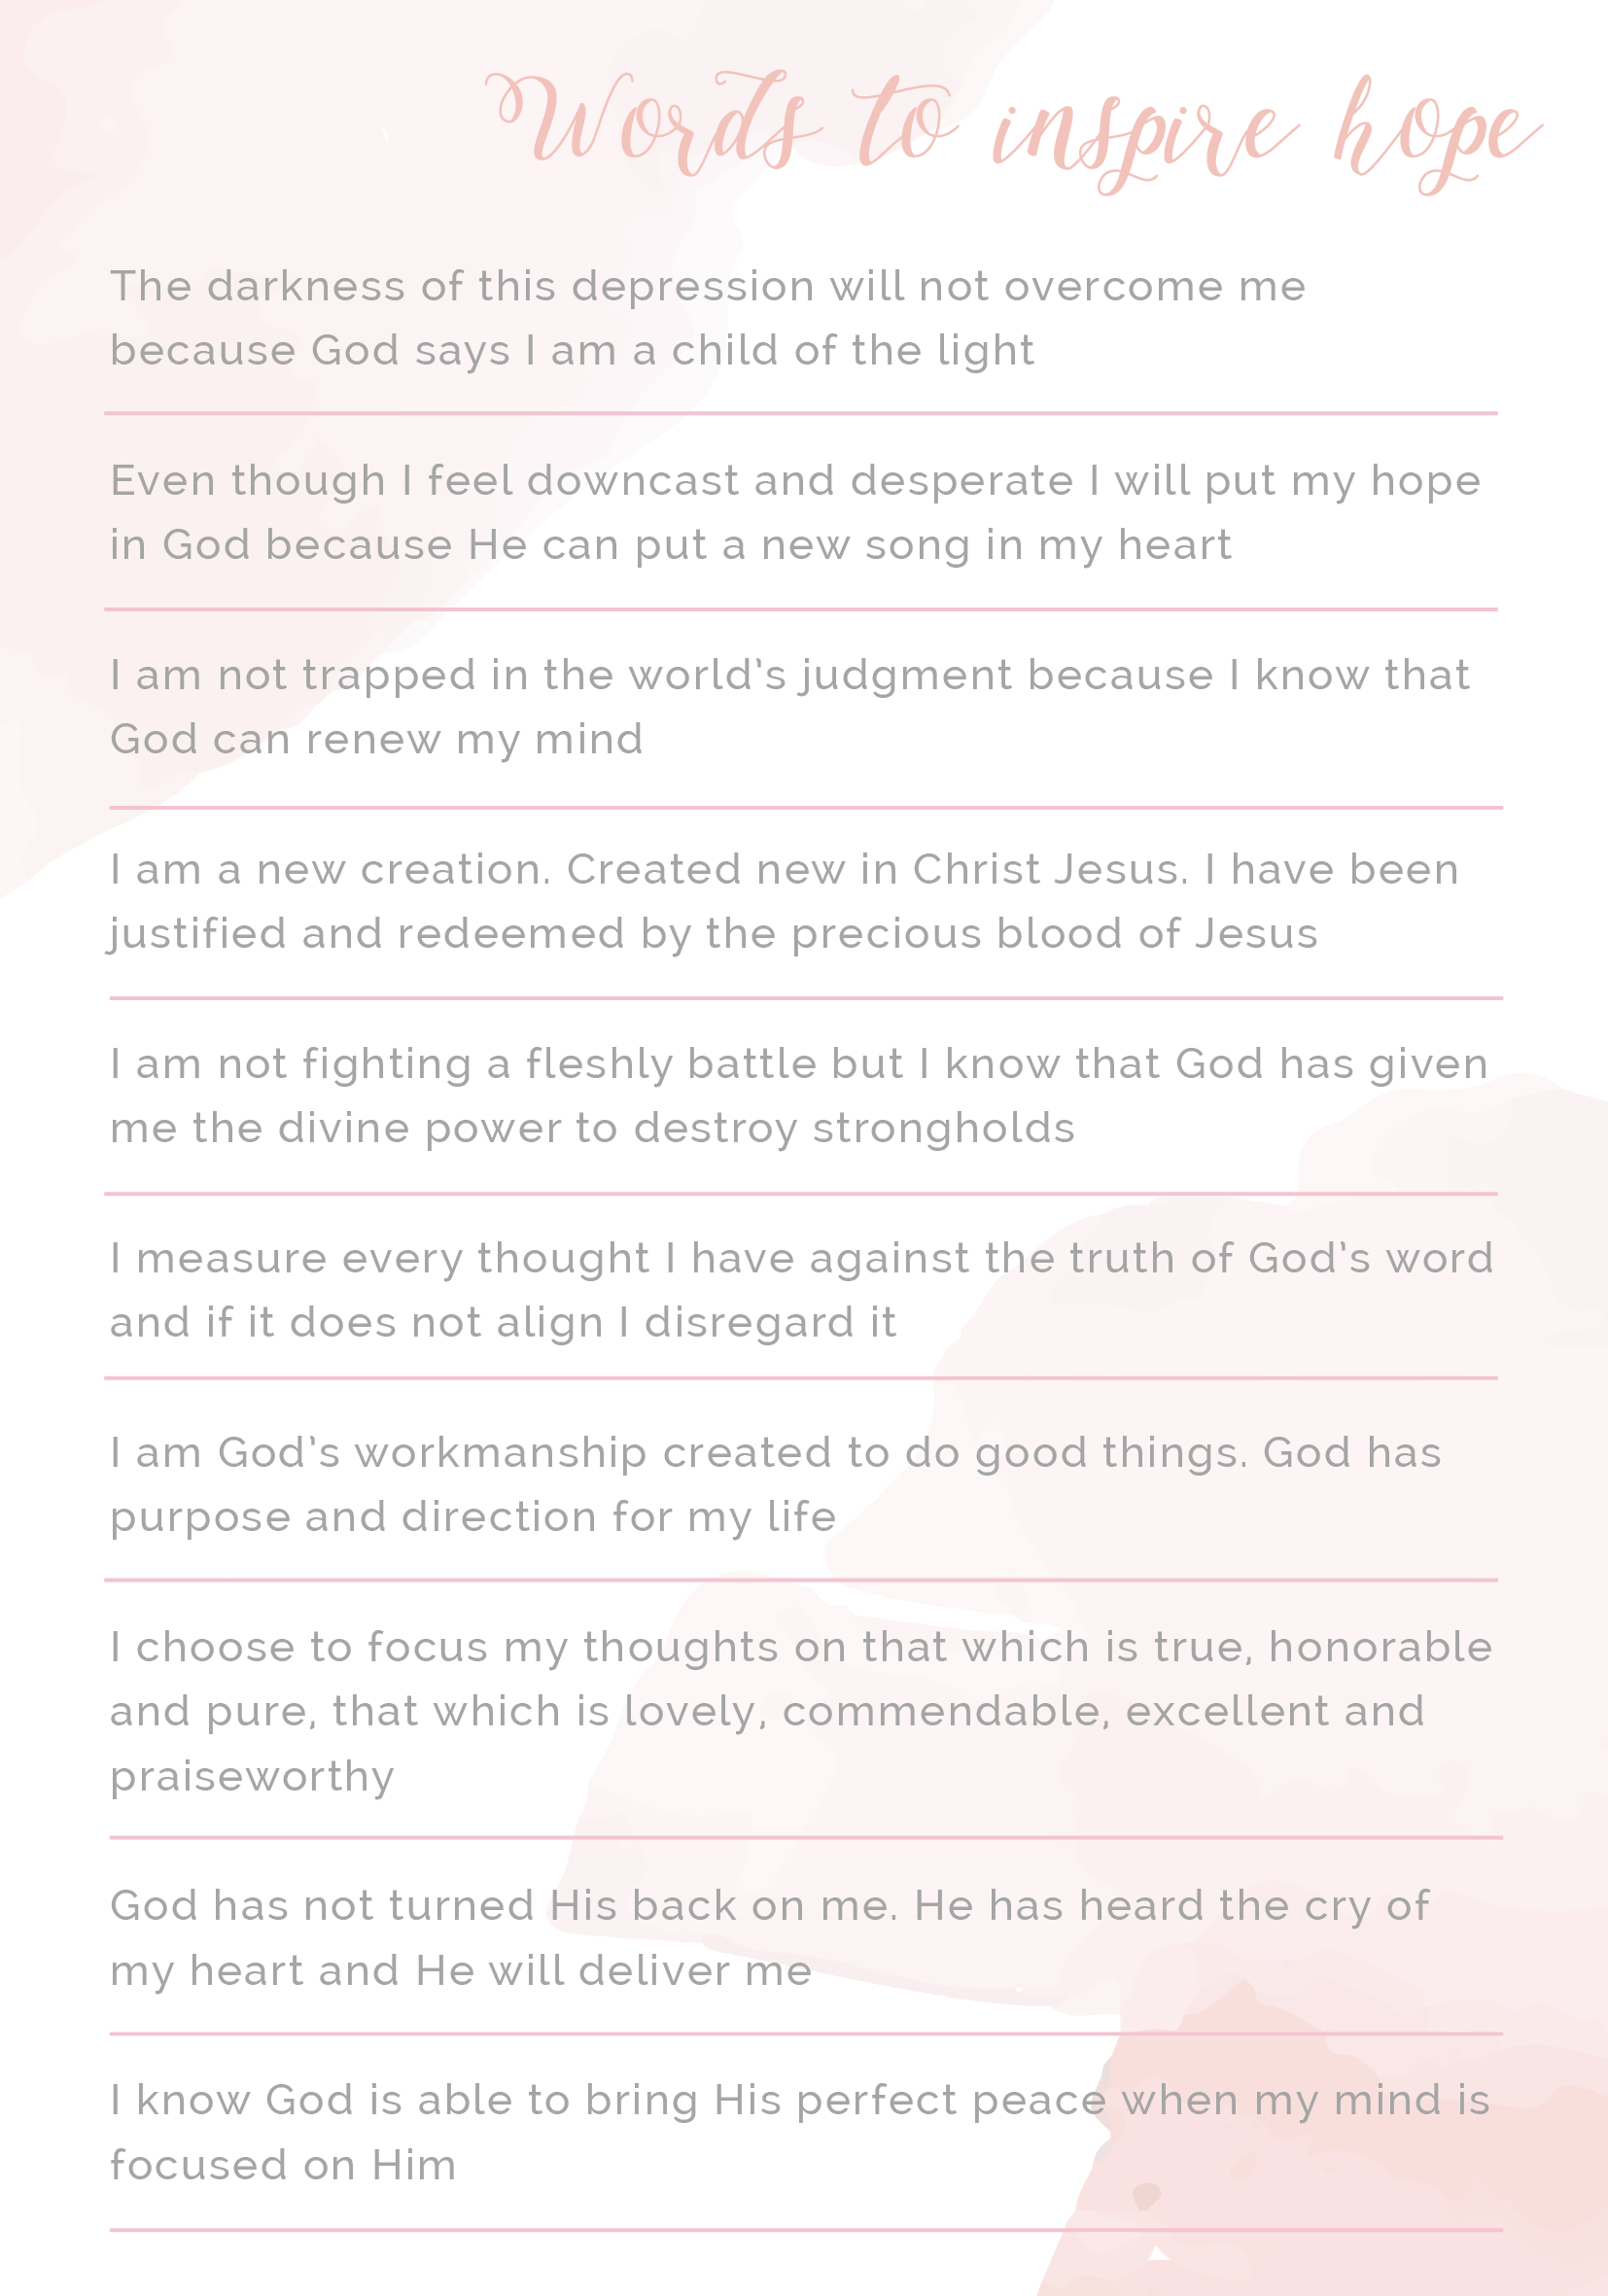 Words to inspire hope
The darkness of this depression will not overcome me
because God says I am a child of the light
Even though I feel downcast and desperate I will put my hope
in God because He can put a new song in my heart
I am not trapped in the world's judgment because I know that
God can renew my mind
I am a new creation. Created new in Christ Jesus. I have been
justified and redeemed by the precious blood of Jesus
I am not fighting a fleshly battle but I know that God has given
me the divine power to destroy strongholds
I measure every thought I have against the truth of God's word
and if it does not align I disregard it
I am God's workmanship created to do good things. God has
purpose and direction for my life
I choose to focus my thoughts on that which is true, honorable
and pure, that which is lovely, commendable, excellent and
praiseworthy
God has not turned His back on me. He has heard the cry of
my heart and He will deliver me
I know God is able to bring His perfect peace when my mind is
focused on Him